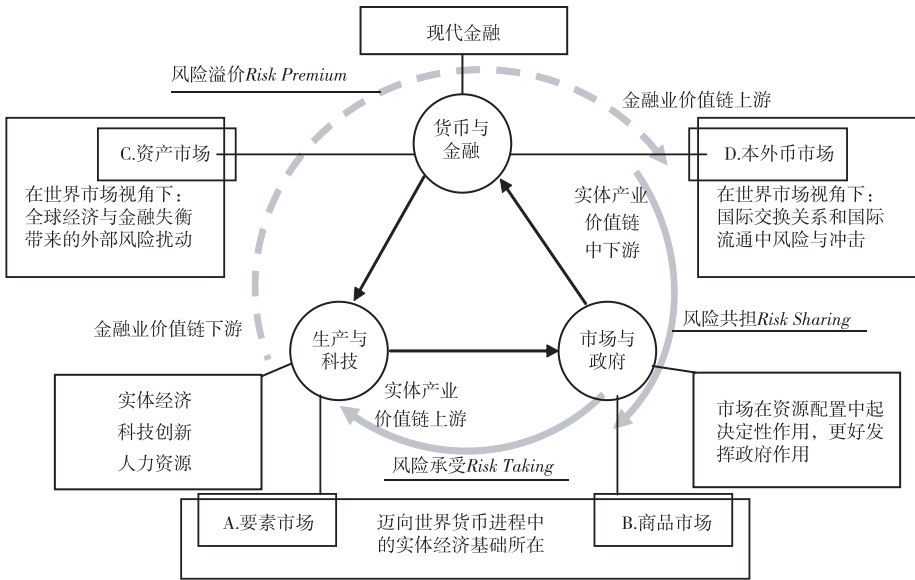 现代金融
风险溢价Risk Premium
金融业价值链上游
货币与
金融
C.资产市场
在世界市场视角下：
全球经济与金融失衡
带来的外部风险扰动
D.本外币市场
在世界市场视角下：
国际交换关系和国际
流通中风险与冲击
实体产业
价值链
中下游
金融业价值链下游
风险共担Risk Sharing
生产与
科技
市场与
政府
实体产业
价值链上游
实体经济
科技创新
人力资源
市场在资源配置中起
决定性作用，更好发
挥政府作用
风险承受Risk Taking
A.要素市场
迈向世界货币进程中
的实体经济基础所在
B.商品市场